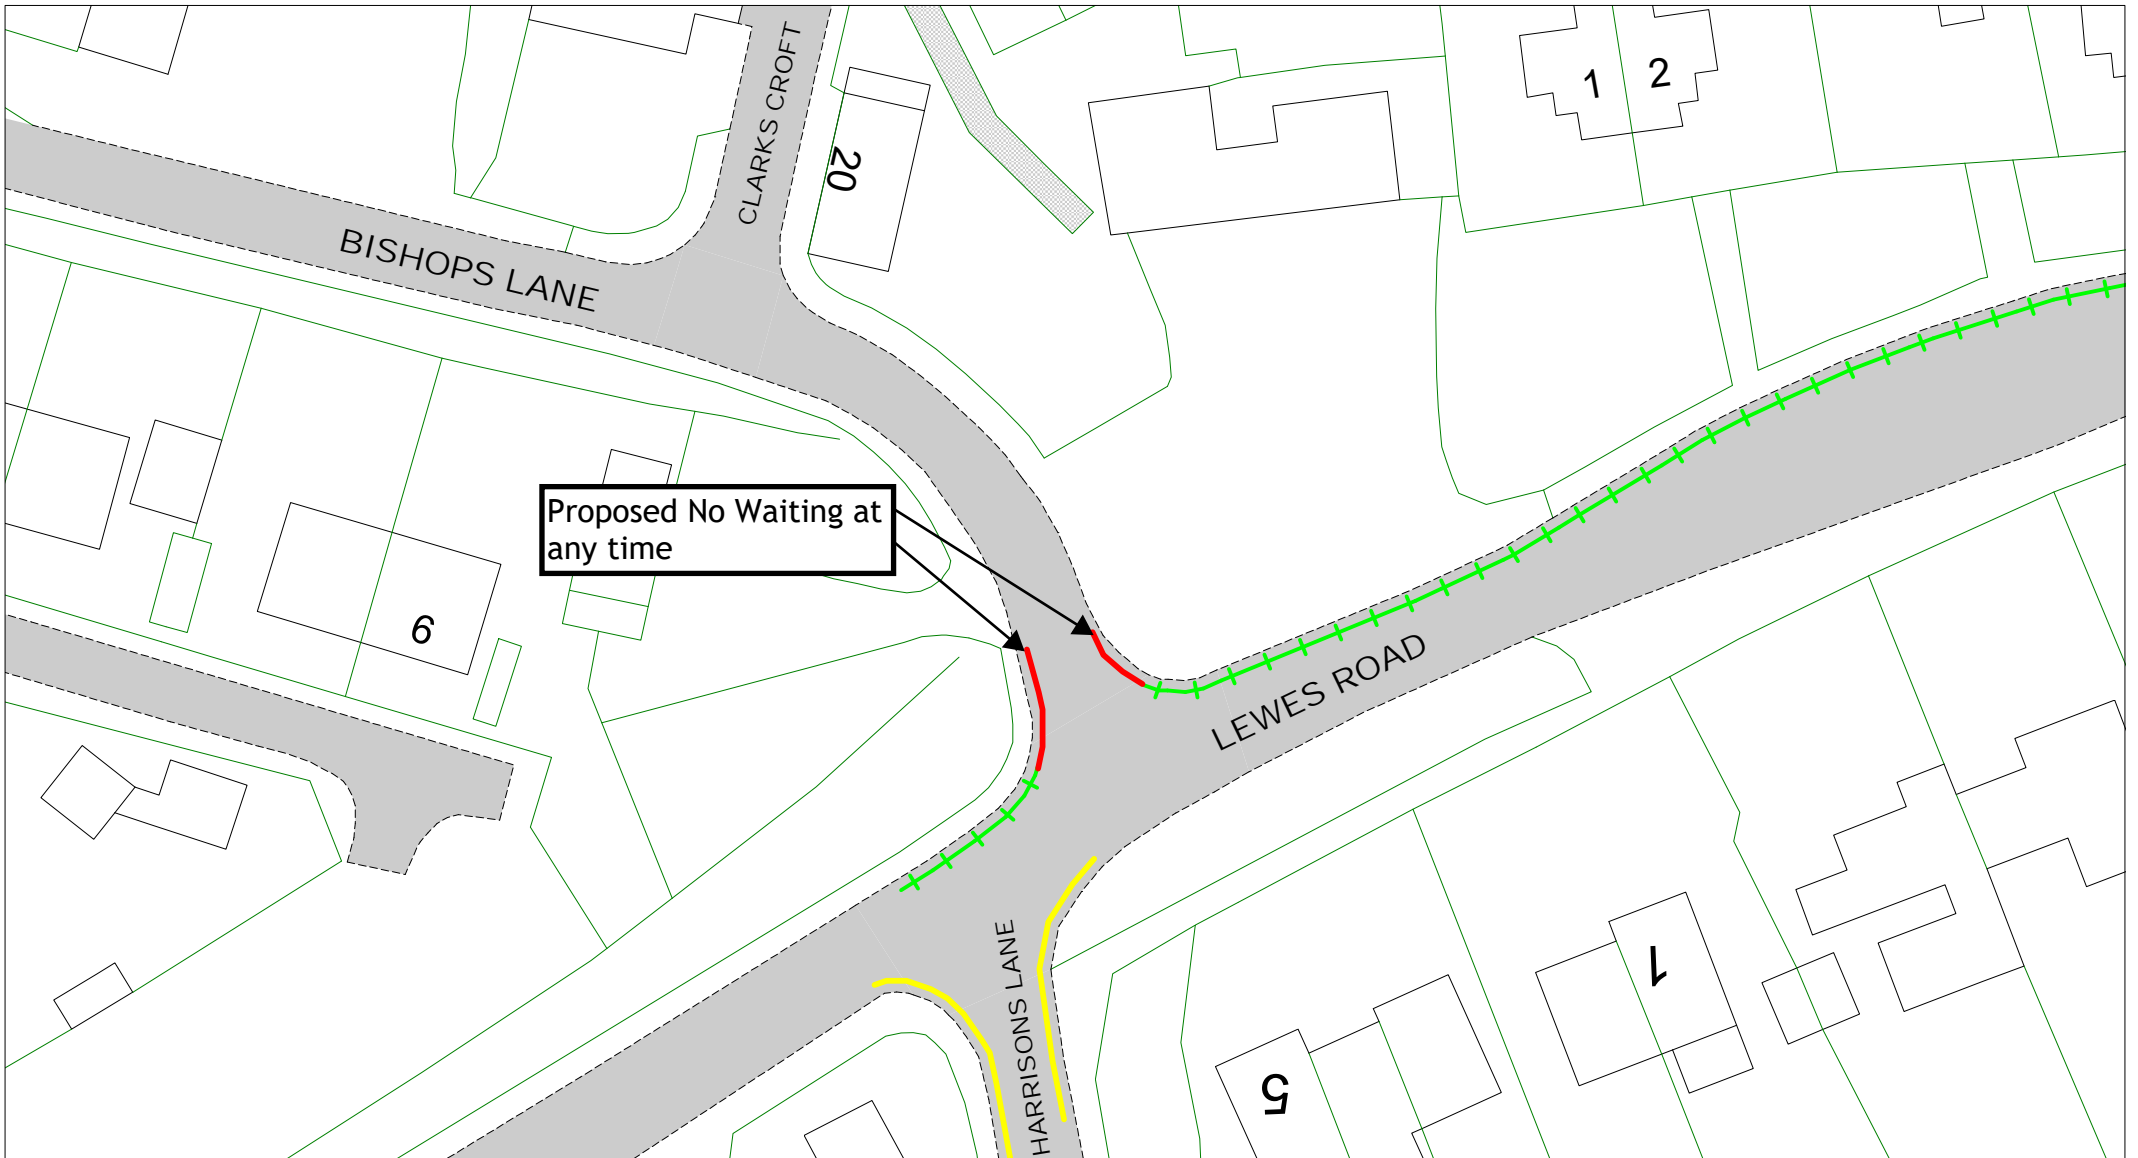 CLARKS CROFT
1
2
20
BISHOPS LANE
Proposed No Waiting at
any time
6
LEWES ROAD
HARRISONS LANE
1
5